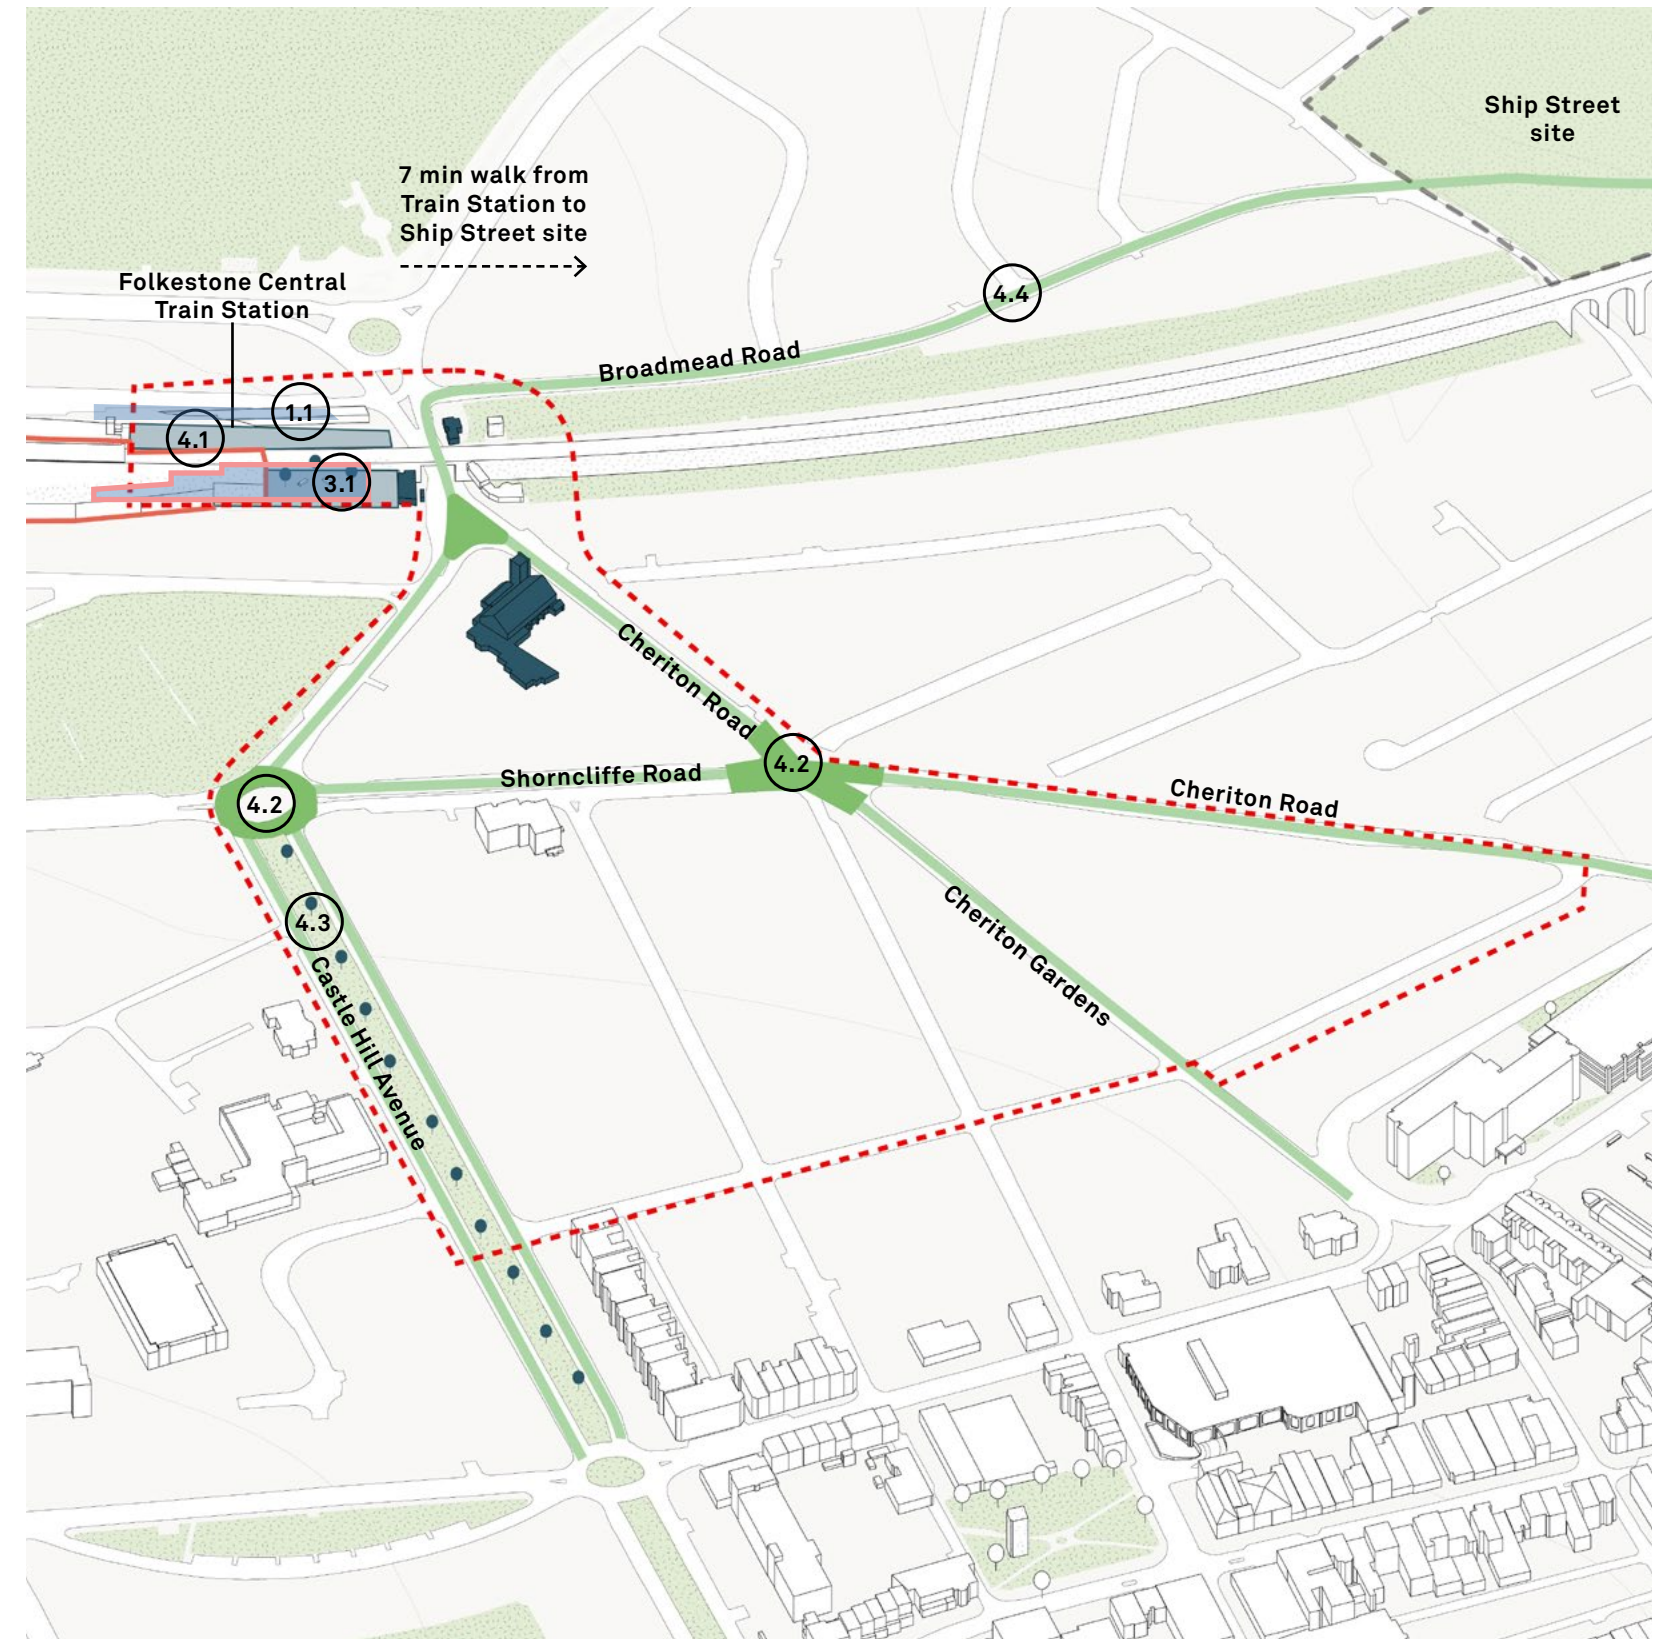 Ship Street
site
7 min walk from
Train Station to
Ship Street site
Folkestone Central
Train Station
4.4
Broadmead Road
1.1
4.1
3.1
Cheriton Road
4.2
Shorncliffe Road
4.2
Cheriton Road
4.3
Cheriton Gardens
Castle Hill Avenue